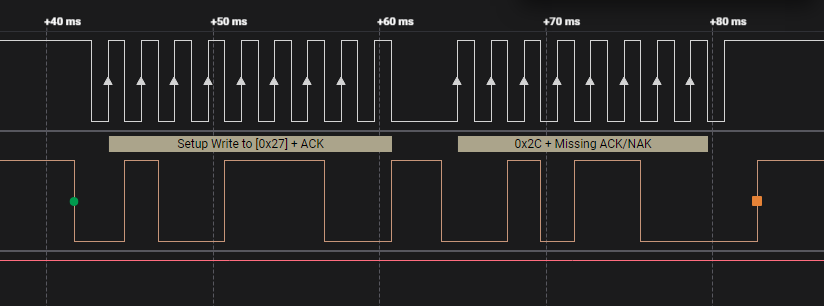 +40 ms +50 ms +60 ms +70 ms +80 ms
Setup Write to [0x27] + ACK 0x2C + Missing ACK/NAK